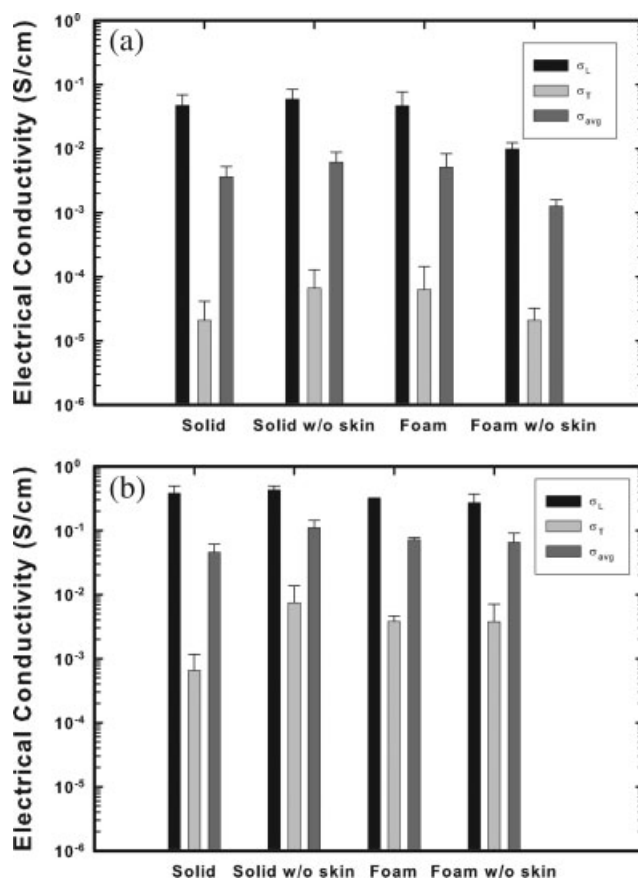 (a)
Electrical Conductivity (S/cm)
10⁰
10⁻¹
10⁻²
10⁻³
10⁻⁴
10⁻⁵
10⁻⁶
σL
σT
σavg
Solid Solid w/o skin Foam Foam w/o skin
(b)
Electrical Conductivity (S/cm)
10⁰
10⁻¹
10⁻²
10⁻³
10⁻⁴
10⁻⁵
10⁻⁶
σL
σT
σavg
Solid Solid w/o skin Foam Foam w/o skin